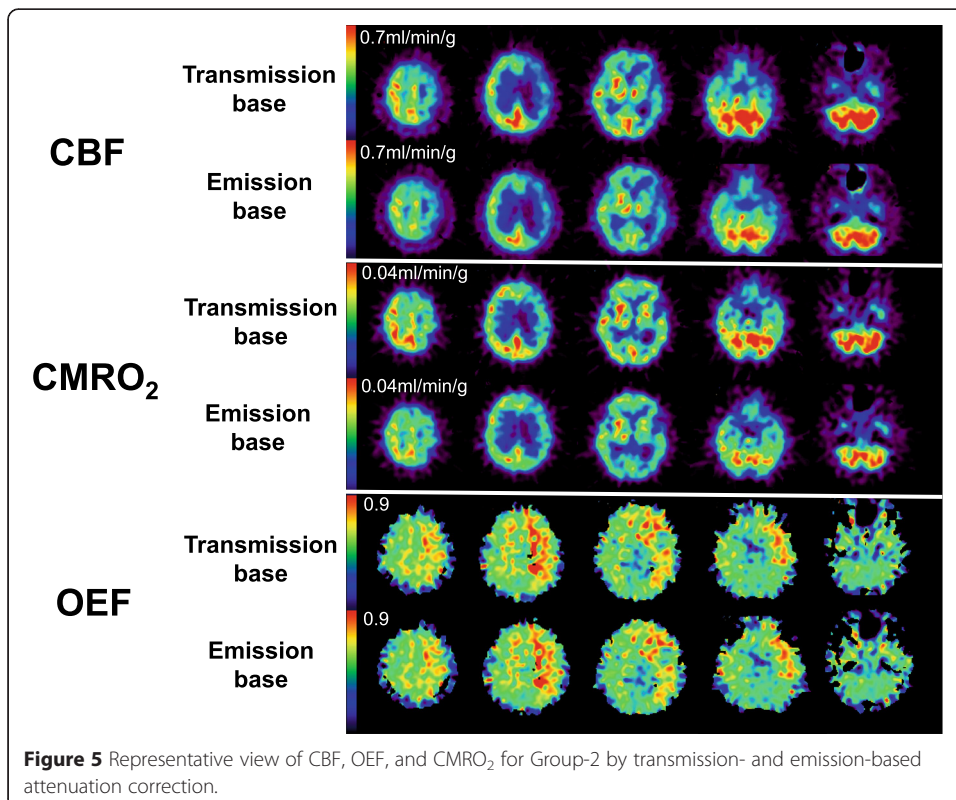 CBF
Transmission
base
0.7ml/min/g
Emission
base
0.7ml/min/g
CMRO₂
Transmission
base
0.04ml/min/g
Emission
base
0.04ml/min/g
OEF
Transmission
base
0.9
Emission
base
0.9
Figure 5 Representative view of CBF, OEF, and CMRO₂ for Group-2 by transmission- and emission-based
attenuation correction.